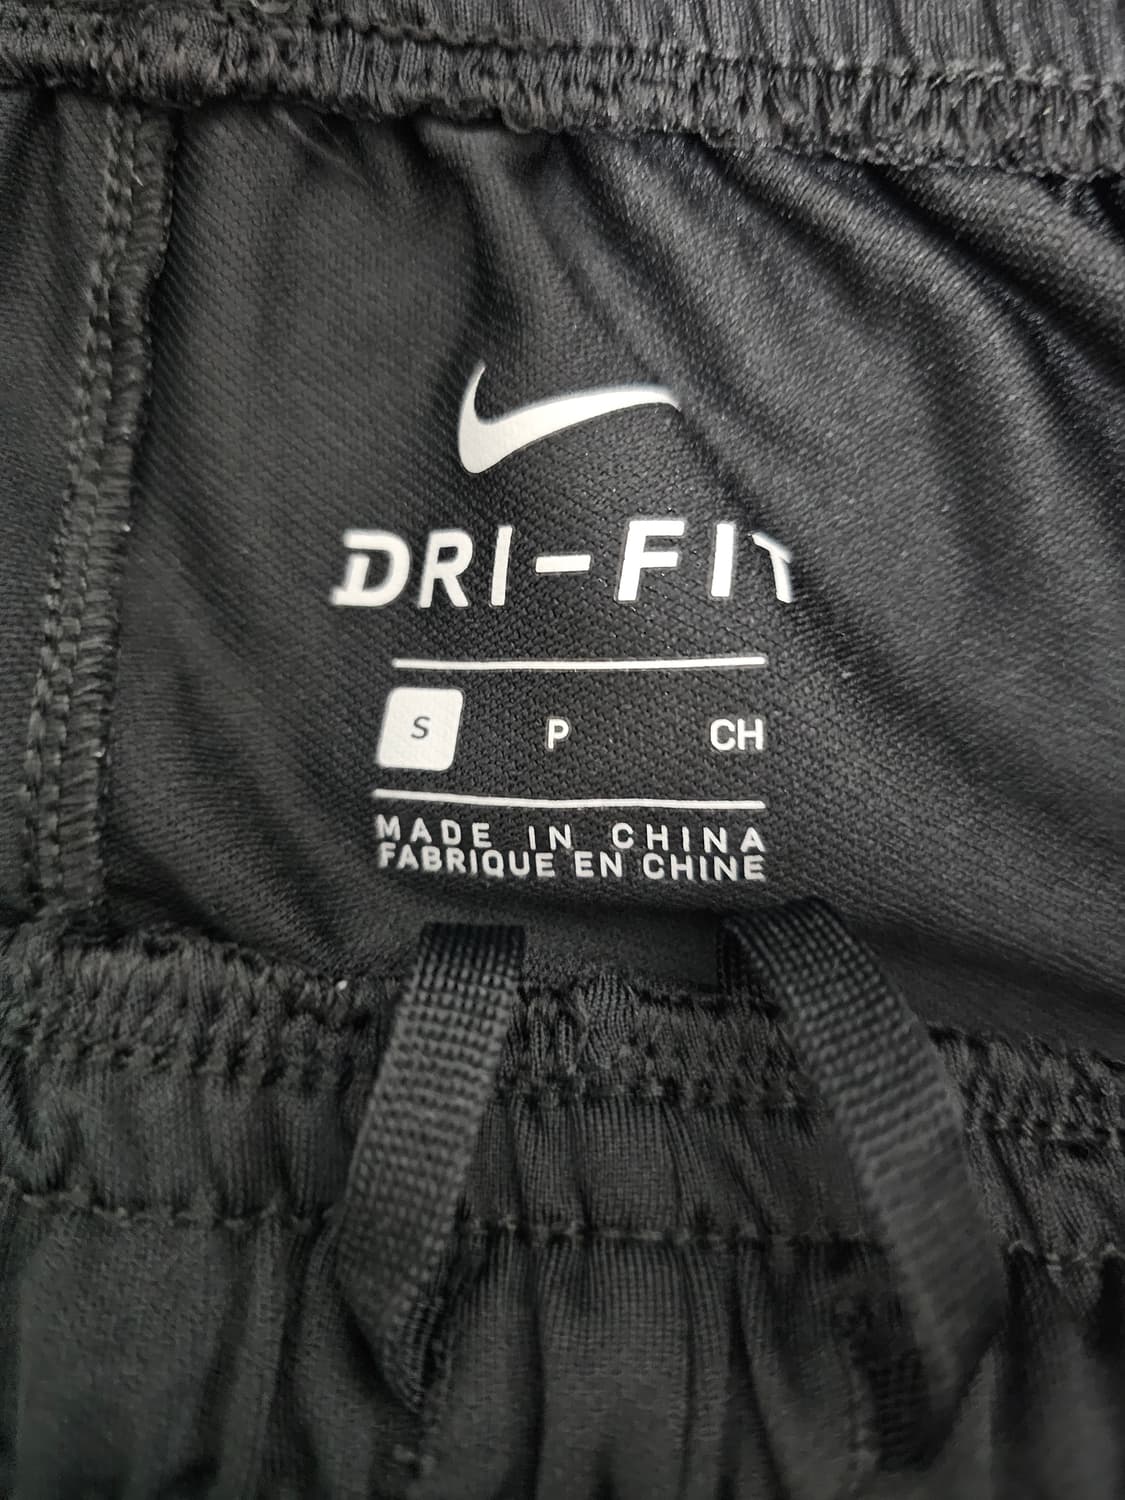 DRI-FIT
S P CH
MADE IN CHINA
FABRIQUE EN CHINE